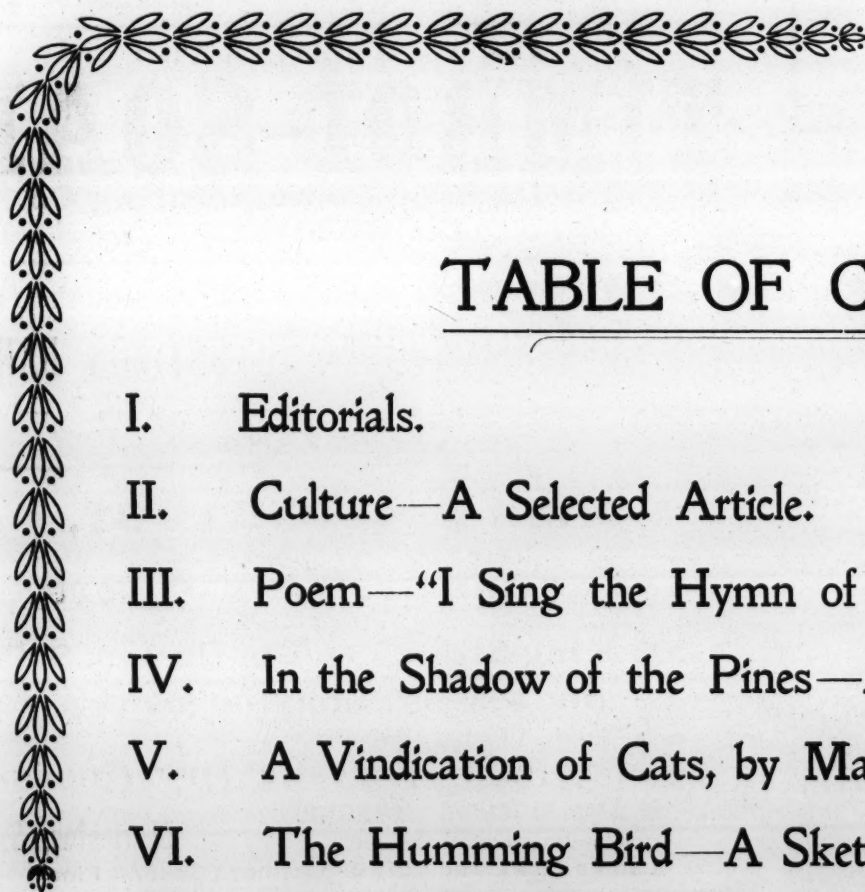 TABLE OF C
I. Editorials.
II. Culture—A Selected Article.
III. Poem—“I Sing the Hymn of
IV. In the Shadow of the Pines—
V. A Vindication of Cats, by Ma
VI. The Humming Bird—A Sket